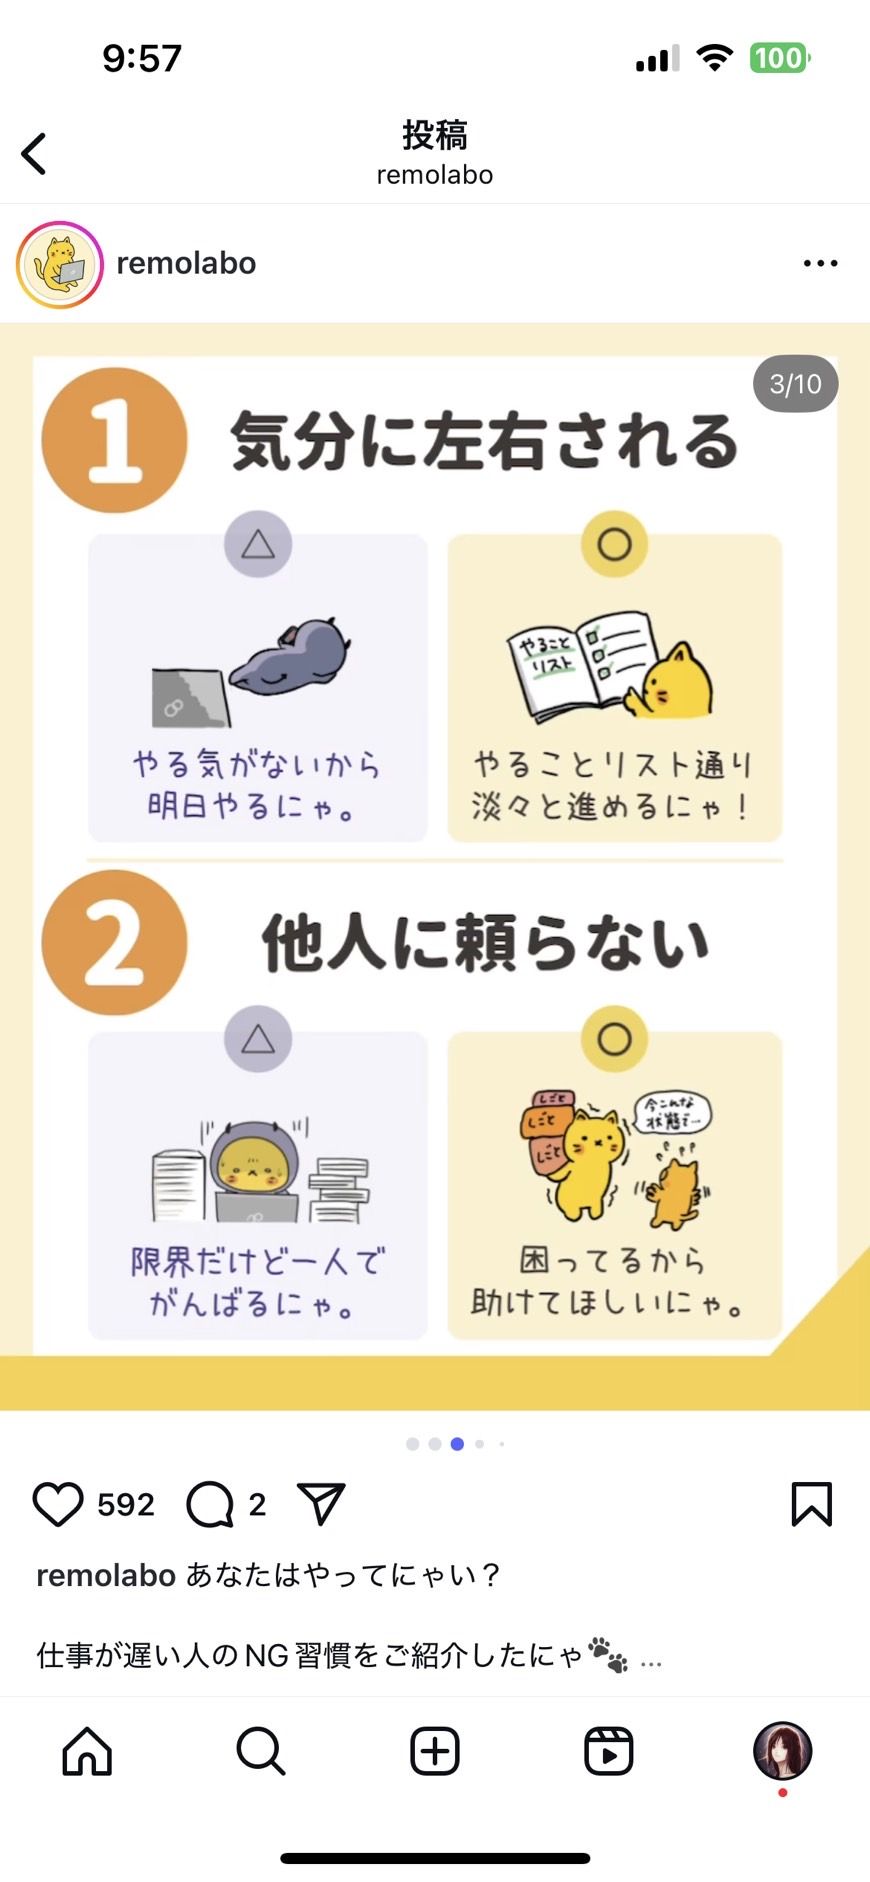 9:57
100
投稿
remolabo
remolabo
3/10
1
気分に左右される
△
○
やること
リスト
やる気がないから
明日やるにゃ。
やることリスト通り
淡々と進めるにゃ！
2
他人に頼らない
△
○
しごと
しごと
しごと
今こんな
状態で…
限界だけど一人で
がんばるにゃ。
困ってるから
助けてほしいにゃ。
592
2
remolabo あなたはやってにゃい？
仕事が遅い人のNG習慣をご紹介したにゃ🐾 ...